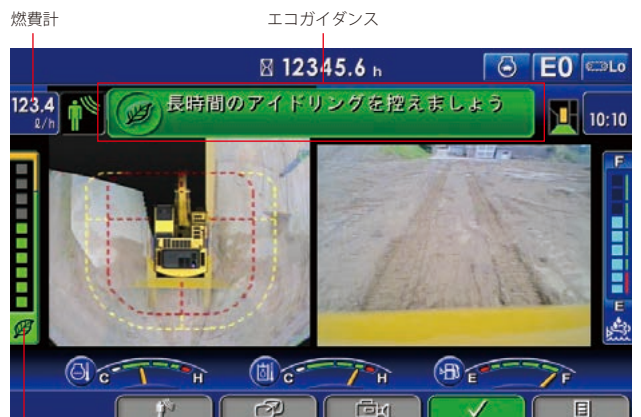 燃費計
エコガイダンス
12345.6 h
E0
Lo
123.4
ℓ/h
長時間のアイドリングを控えましょう
10:10
F
E
C H
C H
E F